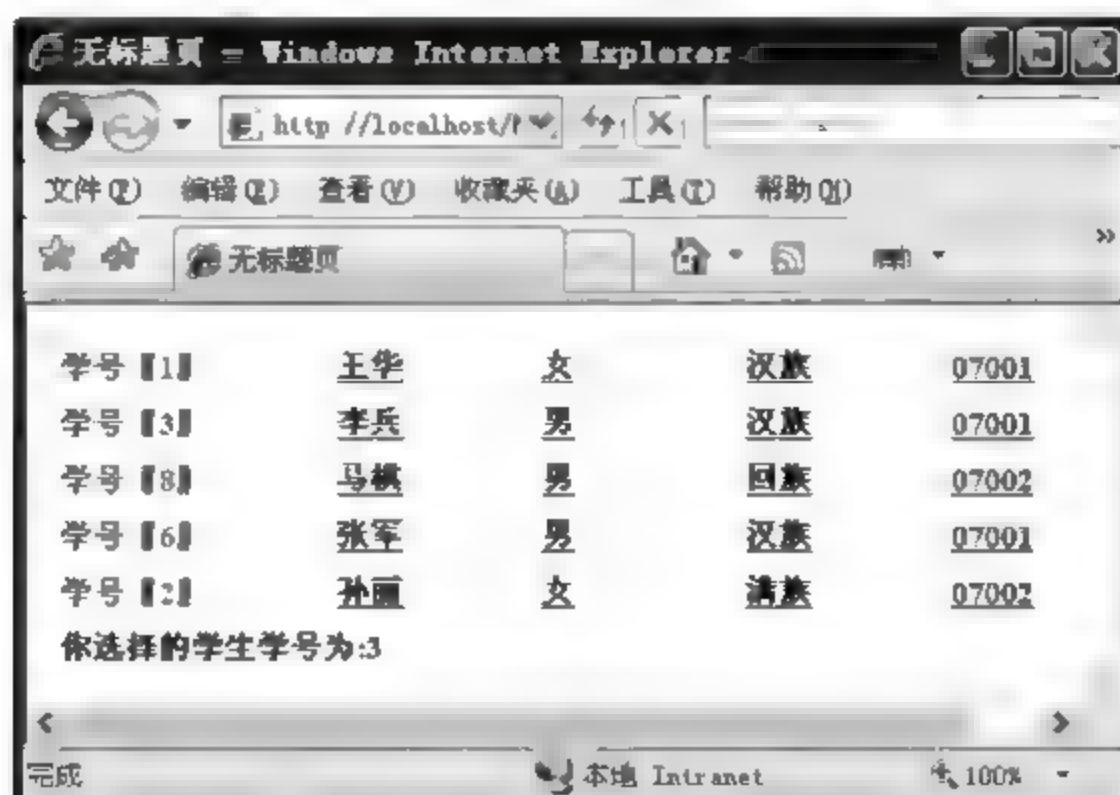 无标题页 - Windows Internet Explorer
http //localhost/
文件(F) 编辑(E) 查看(V) 收藏夹(A) 工具(T) 帮助(H)
无标题页
学号【1】 王华 女 汉族 07001
学号【3】 李兵 男 汉族 07001
学号【8】 马棋 男 回族 07002
学号【6】 张军 男 汉族 07001
学号【2】 孙丽 女 满族 07002
你选择的学生学号为:3
完成 本地 Intranet 100%